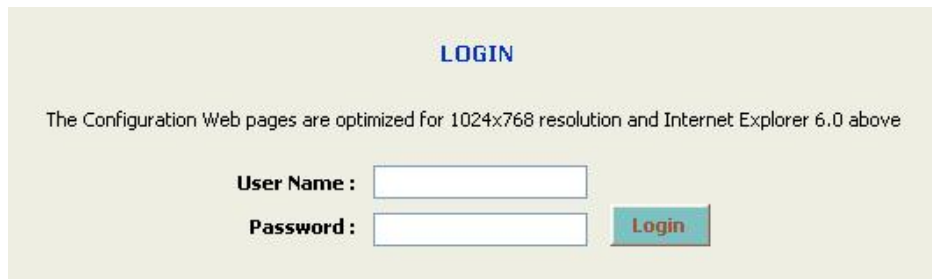 LOGIN
The Configuration Web pages are optimized for 1024x768 resolution and Internet Explorer 6.0 above
User Name :
Password :
Login